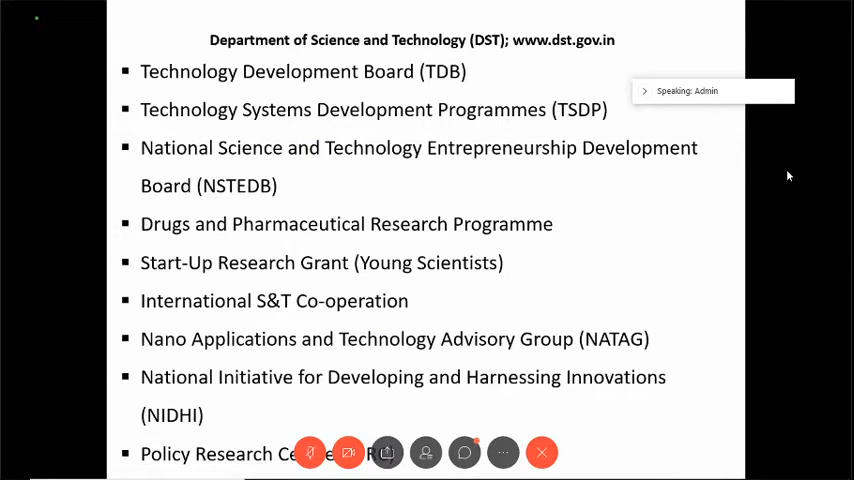 Department of Science and Technology (DST); www.dst.gov.in
▪ Technology Development Board (TDB)
Speaking: Admin
▪ Technology Systems Development Programmes (TSDP)
▪ National Science and Technology Entrepreneurship Development
Board (NSTEDB)
▪ Drugs and Pharmaceutical Research Programme
▪ Start-Up Research Grant (Young Scientists)
▪ International S&T Co-operation
▪ Nano Applications and Technology Advisory Group (NATAG)
▪ National Initiative for Developing and Harnessing Innovations
(NIDHI)
▪ Policy Research